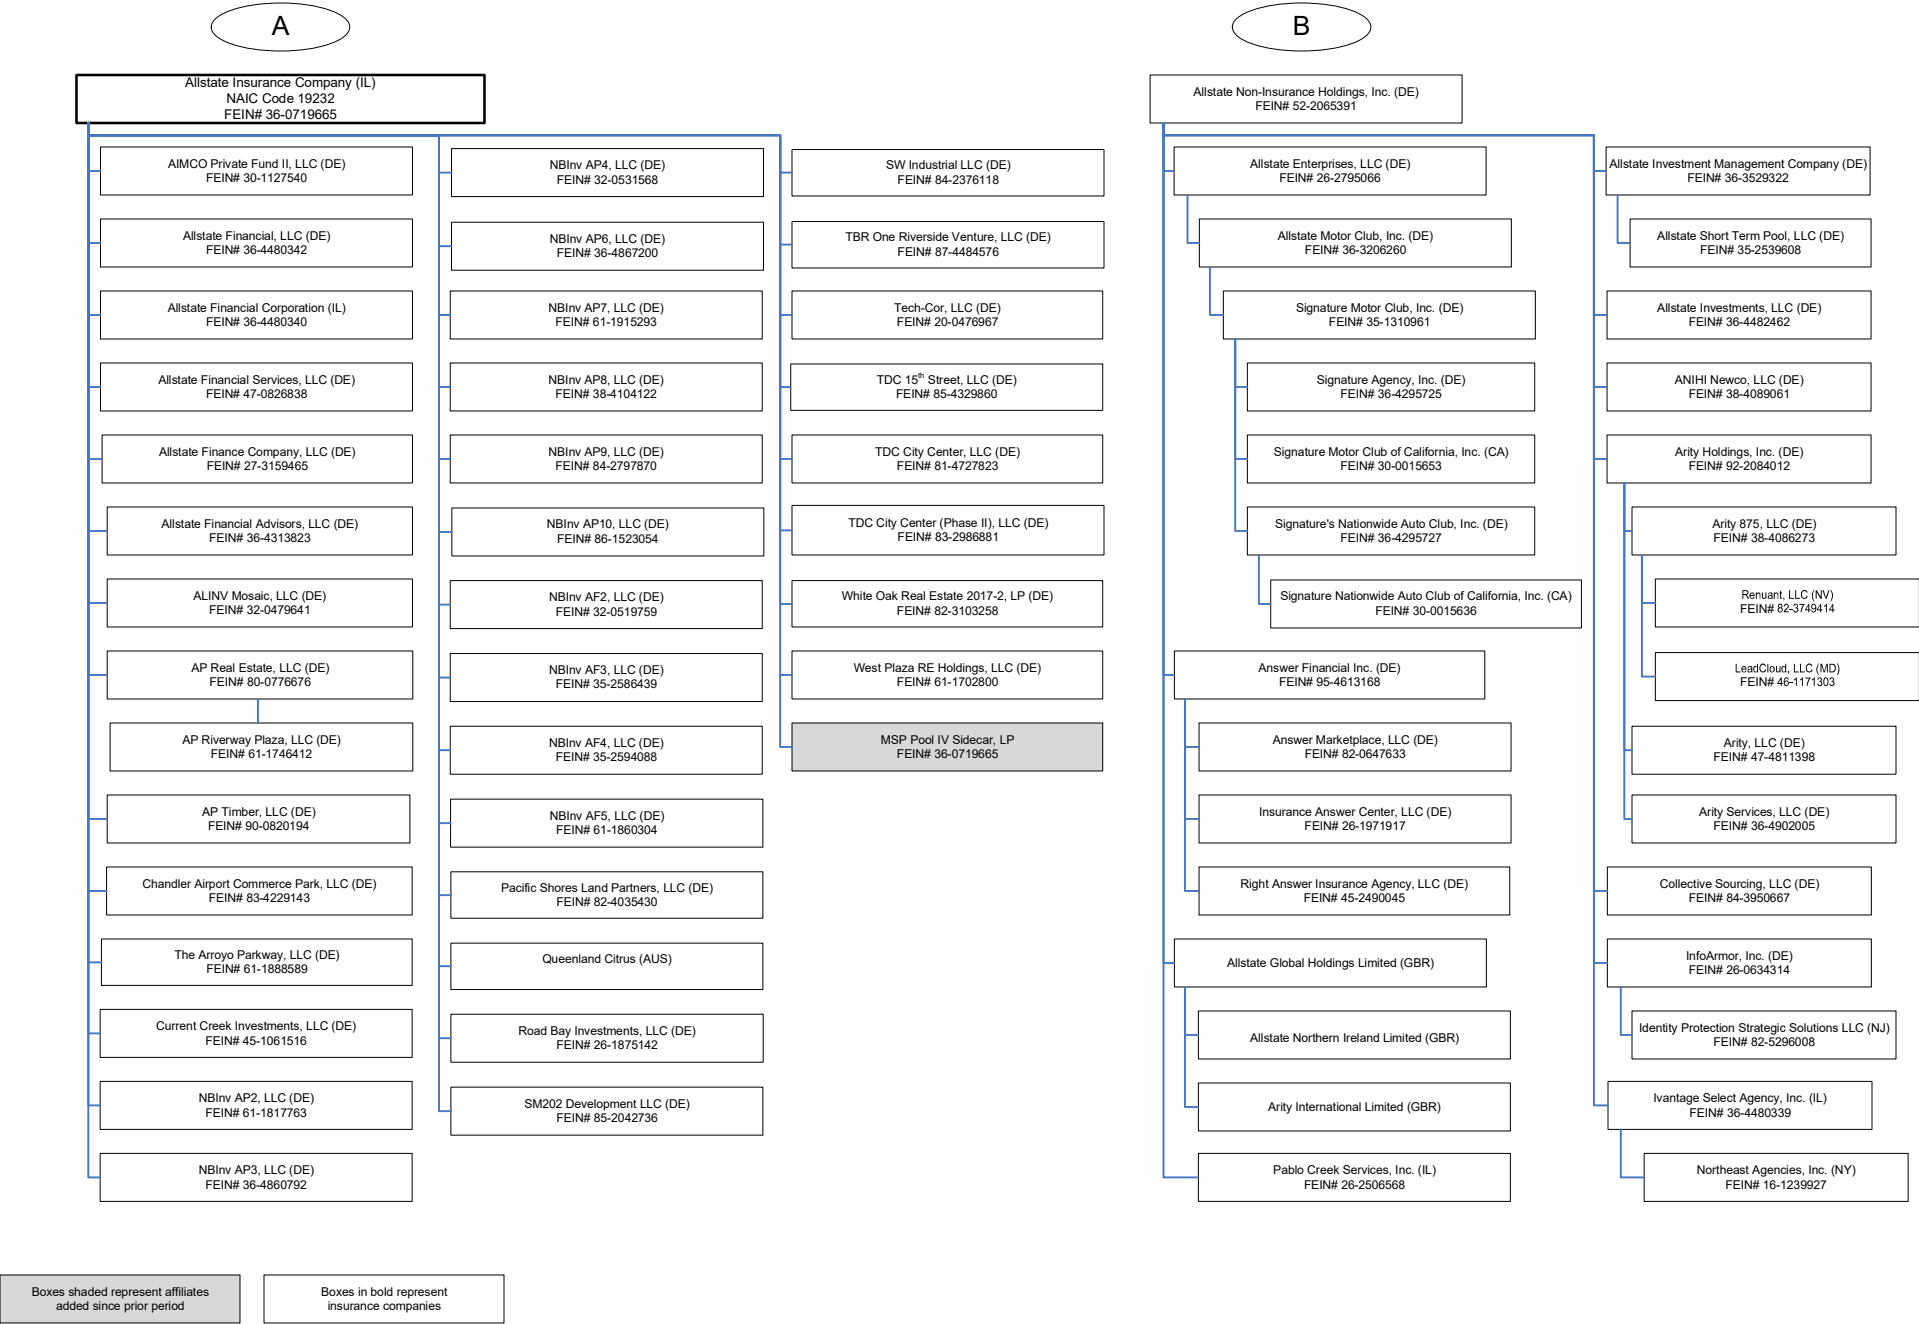 A
Allstate Insurance Company (IL)
NAIC Code 19232
FEIN# 36-0719665
AIMCO Private Fund II, LLC (DE)
FEIN# 30-1127540
Allstate Financial, LLC (DE)
FEIN# 36-4480342
Allstate Financial Corporation (IL)
FEIN# 36-4480340
Allstate Financial Services, LLC (DE)
FEIN# 47-0826838
Allstate Finance Company, LLC (DE)
FEIN# 27-3159465
Allstate Financial Advisors, LLC (DE)
FEIN# 36-4313823
ALINV Mosaic, LLC (DE)
FEIN# 32-0479641
AP Real Estate, LLC (DE)
FEIN# 80-0776676
AP Riverway Plaza, LLC (DE)
FEIN# 61-1746412
AP Timber, LLC (DE)
FEIN# 90-0820194
Chandler Airport Commerce Park, LLC (DE)
FEIN# 83-4229143
The Arroyo Parkway, LLC (DE)
FEIN# 61-1888589
Current Creek Investments, LLC (DE)
FEIN# 45-1061516
NBInv AP2, LLC (DE)
FEIN# 61-1817763
NBInv AP3, LLC (DE)
FEIN# 36-4860792
NBInv AP4, LLC (DE)
FEIN# 32-0531568
NBInv AP6, LLC (DE)
FEIN# 36-4867200
NBInv AP7, LLC (DE)
FEIN# 61-1915293
NBInv AP8, LLC (DE)
FEIN# 38-4104122
NBInv AP9, LLC (DE)
FEIN# 84-2797870
NBInv AP10, LLC (DE)
FEIN# 86-1523054
NBInv AF2, LLC (DE)
FEIN# 32-0519759
NBInv AF3, LLC (DE)
FEIN# 35-2586439
NBInv AF4, LLC (DE)
FEIN# 35-2594088
NBInv AF5, LLC (DE)
FEIN# 61-1860304
Pacific Shores Land Partners, LLC (DE)
FEIN# 82-4035430
Queenland Citrus (AUS)
Road Bay Investments, LLC (DE)
FEIN# 26-1875142
SM202 Development LLC (DE)
FEIN# 85-2042736
SW Industrial LLC (DE)
FEIN# 84-2376118
TBR One Riverside Venture, LLC (DE)
FEIN# 87-4484576
Tech-Cor, LLC (DE)
FEIN# 20-0476967
TDC 15th Street, LLC (DE)
FEIN# 85-4329860
TDC City Center, LLC (DE)
FEIN# 81-4727823
TDC City Center (Phase II), LLC (DE)
FEIN# 83-2986881
White Oak Real Estate 2017-2, LP (DE)
FEIN# 82-3103258
West Plaza RE Holdings, LLC (DE)
FEIN# 61-1702800
MSP Pool IV Sidecar, LP
FEIN# 36-0719665
B
Allstate Non-Insurance Holdings, Inc. (DE)
FEIN# 52-2065391
Allstate Enterprises, LLC (DE)
FEIN# 26-2795066
Allstate Motor Club, Inc. (DE)
FEIN# 36-3206260
Signature Motor Club, Inc. (DE)
FEIN# 35-1310961
Signature Agency, Inc. (DE)
FEIN# 36-4295725
Signature Motor Club of California, Inc. (CA)
FEIN# 30-0015653
Signature's Nationwide Auto Club, Inc. (DE)
FEIN# 36-4295727
Signature Nationwide Auto Club of California, Inc. (CA)
FEIN# 30-0015636
Answer Financial Inc. (DE)
FEIN# 95-4613168
Answer Marketplace, LLC (DE)
FEIN# 82-0647633
Insurance Answer Center, LLC (DE)
FEIN# 26-1971917
Right Answer Insurance Agency, LLC (DE)
FEIN# 45-2490045
Allstate Global Holdings Limited (GBR)
Allstate Northern Ireland Limited (GBR)
Arity International Limited (GBR)
Pablo Creek Services, Inc. (IL)
FEIN# 26-2506568
Allstate Investment Management Company (DE)
FEIN# 36-3529322
Allstate Short Term Pool, LLC (DE)
FEIN# 35-2539608
Allstate Investments, LLC (DE)
FEIN# 36-4482462
ANIHI Newco, LLC (DE)
FEIN# 38-4089061
Arity Holdings, Inc. (DE)
FEIN# 92-2084012
Arity 875, LLC (DE)
FEIN# 38-4086273
Renuant, LLC (NV)
FEIN# 82-3749414
LeadCloud, LLC (MD)
FEIN# 46-1171303
Arity, LLC (DE)
FEIN# 47-4811398
Arity Services, LLC (DE)
FEIN# 36-4902005
Collective Sourcing, LLC (DE)
FEIN# 84-3950667
InfoArmor, Inc. (DE)
FEIN# 26-0634314
Identity Protection Strategic Solutions LLC (NJ)
FEIN# 82-5296008
Ivantage Select Agency, Inc. (IL)
FEIN# 36-4480339
Northeast Agencies, Inc. (NY)
FEIN# 16-1239927
Boxes shaded represent affiliates
added since prior period
Boxes in bold represent
insurance companies